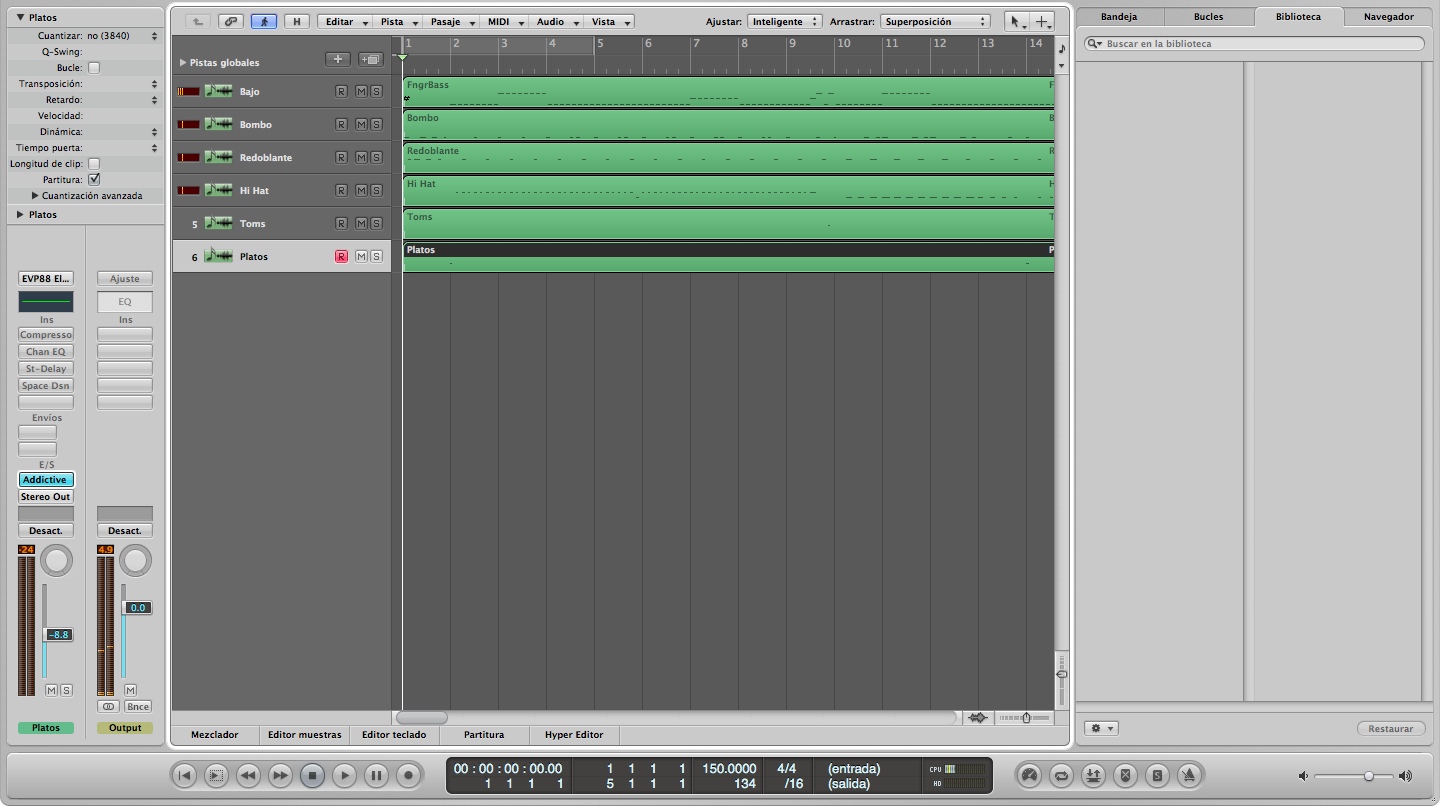 Platos
Cuantizar: no (3840)
Q-Swing:
Bucle:
Transposición:
Retardo:
Velocidad:
Dinámica:
Tiempo puerta:
Longitud de clip:
Partitura:
Cuantización avanzada
Platos
EVP88 El... Ajuste
EQ
Ins Ins
Compresso
Chan EQ
St-Delay
Space Dsn
Envíos
E/S
Addictive
Stereo Out
Desact. Desact.
-24 4.9
0.0
-8.8
M S M
Bnce
Platos Output
H Editar Pista Pasaje MIDI Audio Vista Ajustar: Inteligente Arrastrar: Superposición
1 2 3 4 5 6 7 8 9 10 11 12 13 14
Pistas globales
Bajo R M S FngrBass F
Bombo R M S Bombo B
Redoblante R M S Redoblante R
Hi Hat R M S Hi Hat H
5 Toms R M S Toms T
6 Platos R M S Platos P
Mezclador Editor muestras Editor teclado Partitura Hyper Editor
Bandeja Bucles Biblioteca Navegador
Buscar en la biblioteca
Restaurar
00 : 00 : 00 : 00.00 1 1 1 1 150.0000 4/4 (entrada) CPU
1 1 1 1 5 1 1 1 134 /16 (salida) HD
S